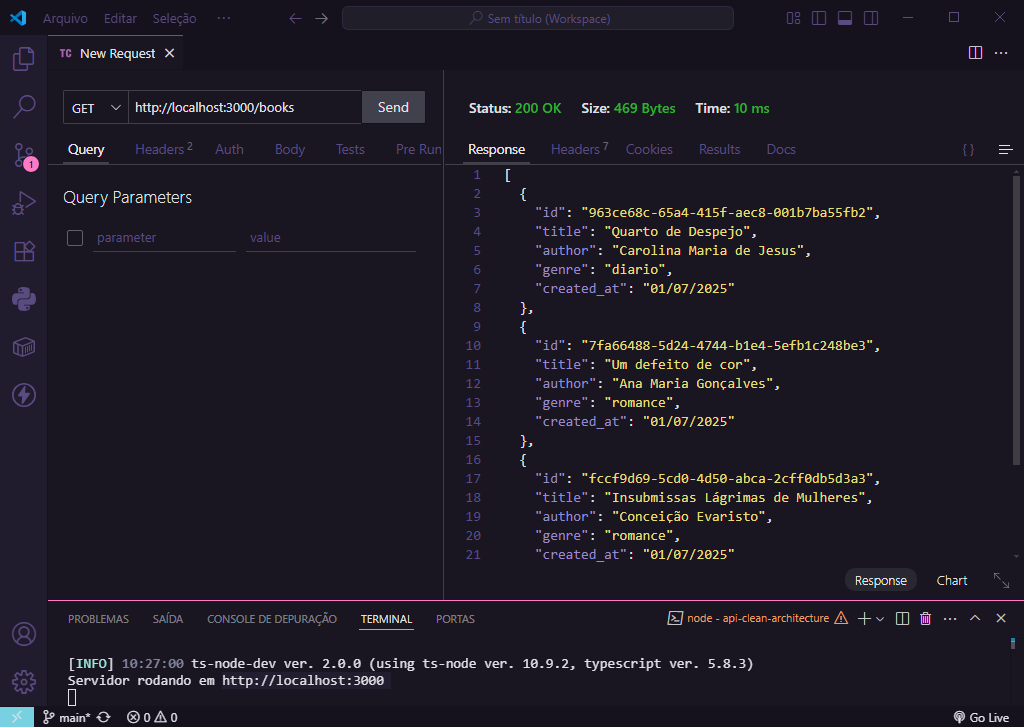 Arquivo Editar Seleção ··· Sem título (Workspace)
TC New Request
GET http://localhost:3000/books Send
Status: 200 OK Size: 469 Bytes Time: 10 ms
Query Headers 2 Auth Body Tests Pre Run
Response Headers 7 Cookies Results Docs { }
Query Parameters
parameter value
1 [
2 {
3 "id": "963ce68c-65a4-415f-aec8-001b7ba55fb2",
4 "title": "Quarto de Despejo",
5 "author": "Carolina Maria de Jesus",
6 "genre": "diario",
7 "created_at": "01/07/2025"
8 },
9 {
10 "id": "7fa66488-5d24-4744-b1e4-5efb1c248be3",
11 "title": "Um defeito de cor",
12 "author": "Ana Maria Gonçalves",
13 "genre": "romance",
14 "created_at": "01/07/2025"
15 },
16 {
17 "id": "fccf9d69-5cd0-4d50-abca-2cff0db5d3a3",
18 "title": "Insubmissas Lágrimas de Mulheres",
19 "author": "Conceição Evaristo",
20 "genre": "romance",
21 "created_at": "01/07/2025"
1
Response Chart
PROBLEMAS SAÍDA CONSOLE DE DEPURAÇÃO TERMINAL PORTAS node - api-clean-architecture
[INFO] 10:27:00 ts-node-dev ver. 2.0.0 (using ts-node ver. 10.9.2, typescript ver. 5.8.3)
Servidor rodando em http://localhost:3000
main* 0 0 Go Live